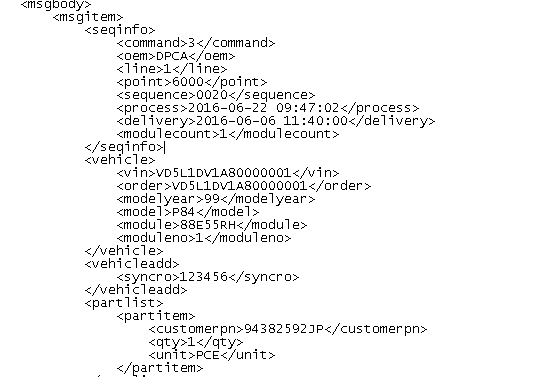 <msgbody>
<msgitem>
<seqinfo>
<command>3</command>
<oem>DPCA</oem>
<line>1</line>
<point>6000</point>
<sequence>0020</sequence>
<process>2016-06-22 09:47:02</process>
<delivery>2016-06-06 11:40:00</delivery>
<modulecount>1</modulecount>
</seqinfo>
<vehicle>
<vin>VD5L1DV1A80000001</vin>
<order>VD5L1DV1A80000001</order>
<modelyear>99</modelyear>
<model>P84</model>
<module>88E55RH</module>
<moduleno>1</moduleno>
</vehicle>
<vehicleadd>
<syncro>123456</syncro>
</vehicleadd>
<partlist>
<partitem>
<customerpn>94382592JP</customerpn>
<qty>1</qty>
<unit>PCE</unit>
</partitem>